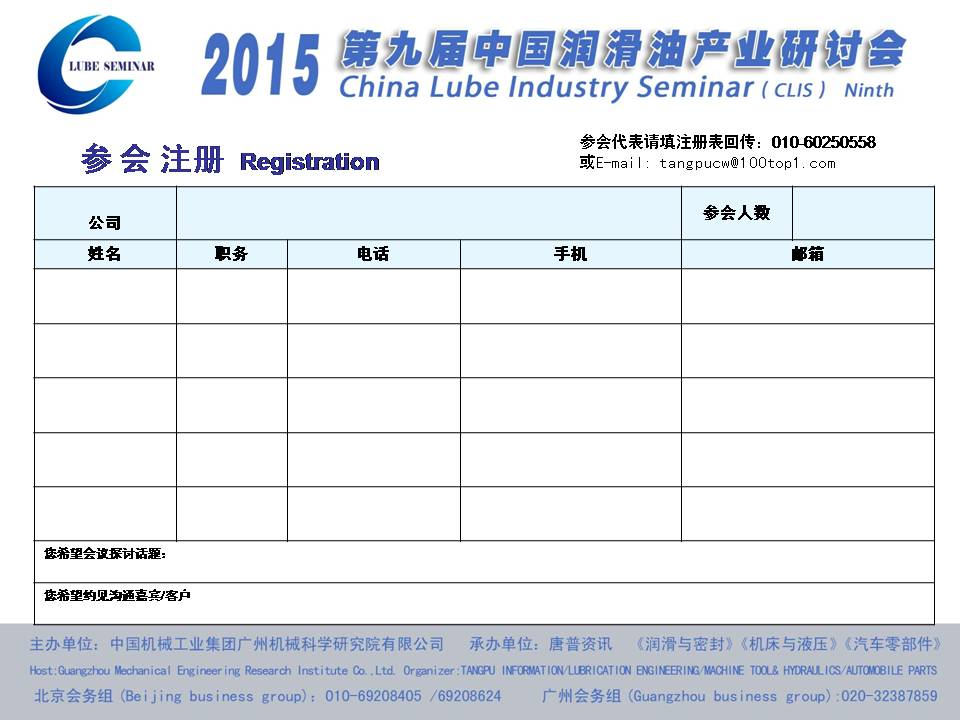 LUBE SEMINAR
2015 第九届中国润滑油产业研讨会
China Lube Industry Seminar ( CLIS ) Ninth
参会注册 Registration
参会代表请填注册表回传：010-60250558
或E-mail: tangpucw@100top1.com
公司 参会人数
姓名 职务 电话 手机 邮箱
您希望会议探讨话题：
您希望约见沟通嘉宾/客户
主办单位：中国机械工业集团广州机械科学研究院有限公司 承办单位：唐普资讯 《润滑与密封》《机床与液压》《汽车零部件》
Host:Guangzhou Mechanical Engineering Research Institute Co.,Ltd. Organizer:TANGPU INFORMATION/LUBRICATION ENGINEERING/MACHINE TOOL& HYDRAULICS/AUTOMOBILE PARTS
北京会务组(Beijing business group)：010-69208405 /69208624 广州会务组(Guangzhou business group):020-32387859